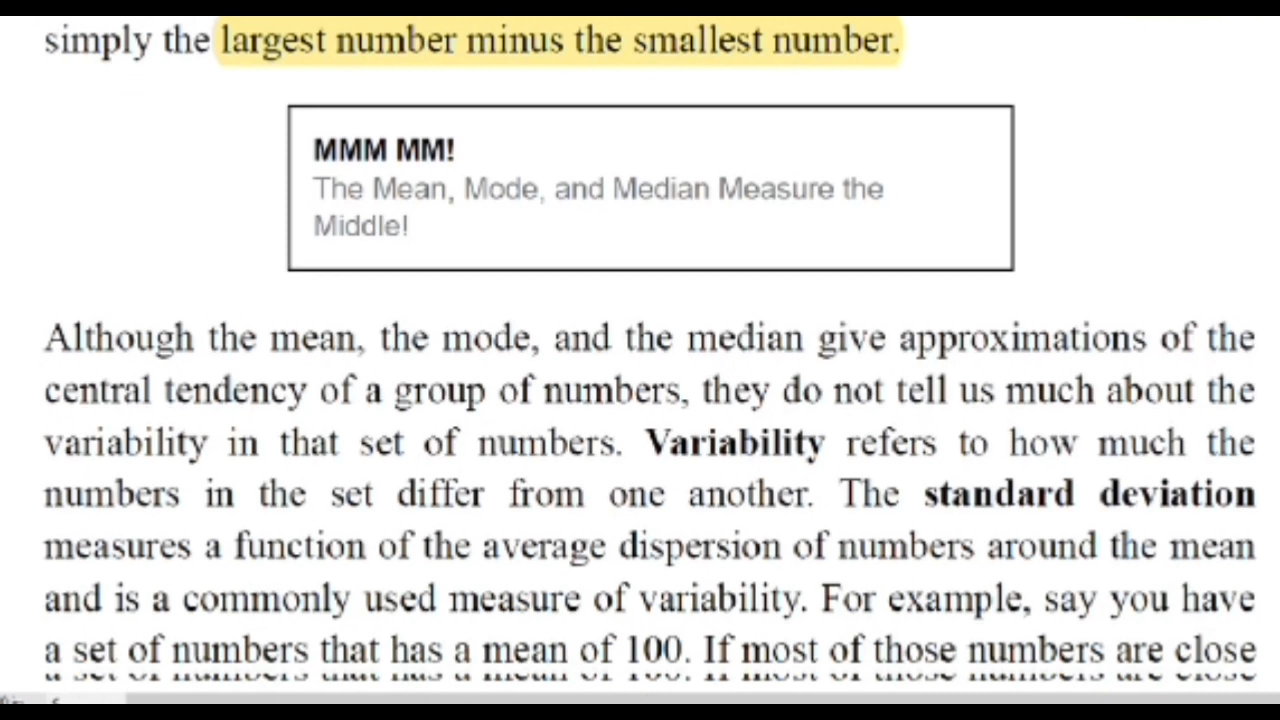 simply the largest number minus the smallest number.
MMM MM!
The Mean, Mode, and Median Measure the
Middle!
Although the mean, the mode, and the median give approximations of the
central tendency of a group of numbers, they do not tell us much about the
variability in that set of numbers. Variability refers to how much the
numbers in the set differ from one another. The standard deviation
measures a function of the average dispersion of numbers around the mean
and is a commonly used measure of variability. For example, say you have
a set of numbers that has a mean of 100. If most of those numbers are close